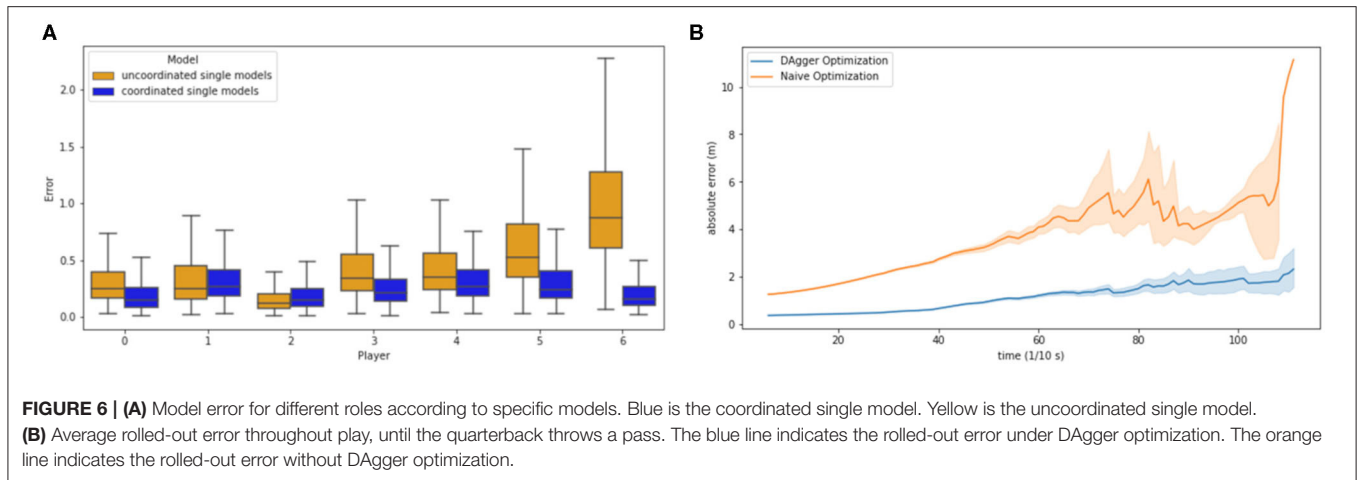 A
Model
uncoordinated single models
coordinated single models
2.0
1.5
1.0
0.5
0.0
Error
0 1 2 3 4 5 6
Player
B
DAgger Optimization
Naive Optimization
10
8
6
4
2
0
absolute error (m)
20 40 60 80 100
time (1/10 s)
FIGURE 6 | (A) Model error for different roles according to specific models. Blue is the coordinated single model. Yellow is the uncoordinated single model.
(B) Average rolled-out error throughout play, until the quarterback throws a pass. The blue line indicates the rolled-out error under DAgger optimization. The orange
line indicates the rolled-out error without DAgger optimization.